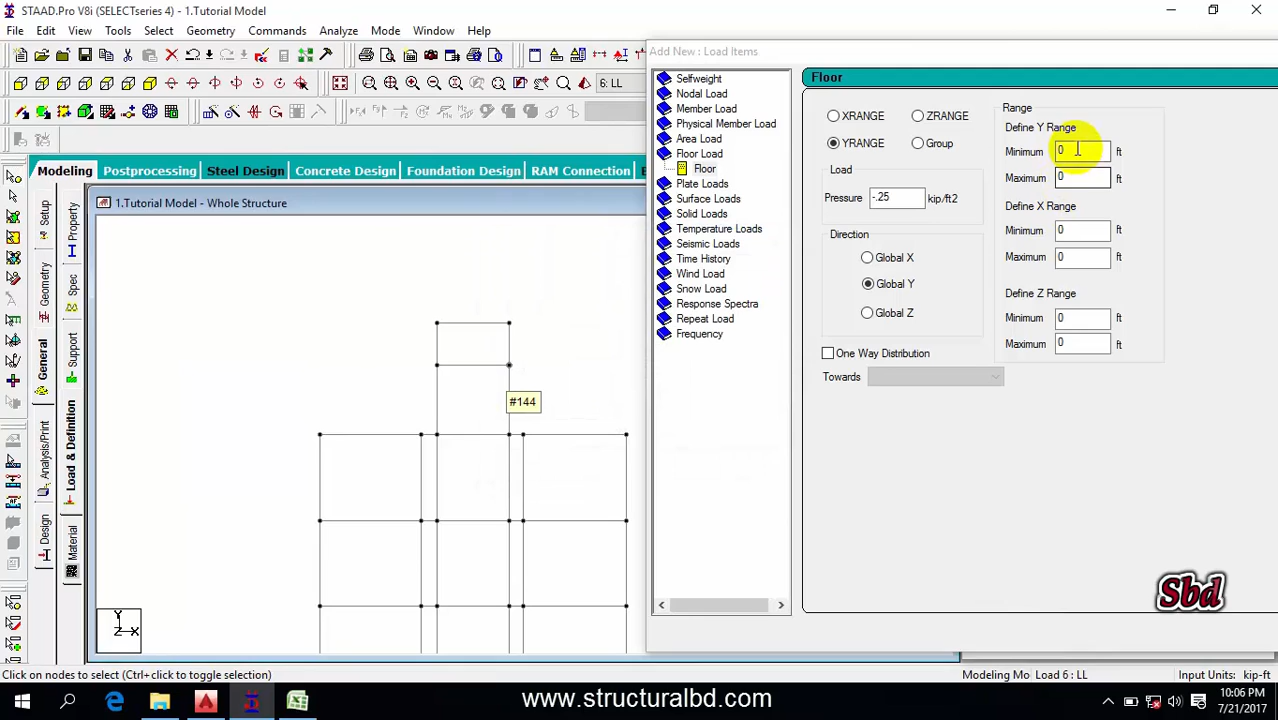 STAAD.Pro V8i (SELECTseries 4) - 1.Tutorial Model
File Edit View Tools Select Geometry Commands Analyze Mode Window Help
Add New : Load Items
6: LL
Modeling Postprocessing Steel Design Concrete Design Foundation Design RAM Connection
1.Tutorial Model - Whole Structure
Setup
Geometry
General
Analysis/Print
Design
Property
Spec
Support
Load & Definition
Material
#144
Y
Z X
Selfweight
Nodal Load
Member Load
Physical Member Load
Area Load
Floor Load
Floor
Plate Loads
Surface Loads
Solid Loads
Temperature Loads
Seismic Loads
Time History
Wind Load
Snow Load
Response Spectra
Repeat Load
Frequency
Floor
XRANGE ZRANGE
YRANGE Group
Load
Pressure -.25 kip/ft2
Direction
Global X
Global Y
Global Z
One Way Distribution
Towards
Range
Define Y Range
Minimum 0 ft
Maximum 0 ft
Define X Range
Minimum 0 ft
Maximum 0 ft
Define Z Range
Minimum 0 ft
Maximum 0 ft
Sbd
Click on nodes to select (Ctrl+click to toggle selection)
Modeling Mo Load 6 : LL Input Units: kip-ft
www.structuralbd.com
10:06 PM
7/21/2017